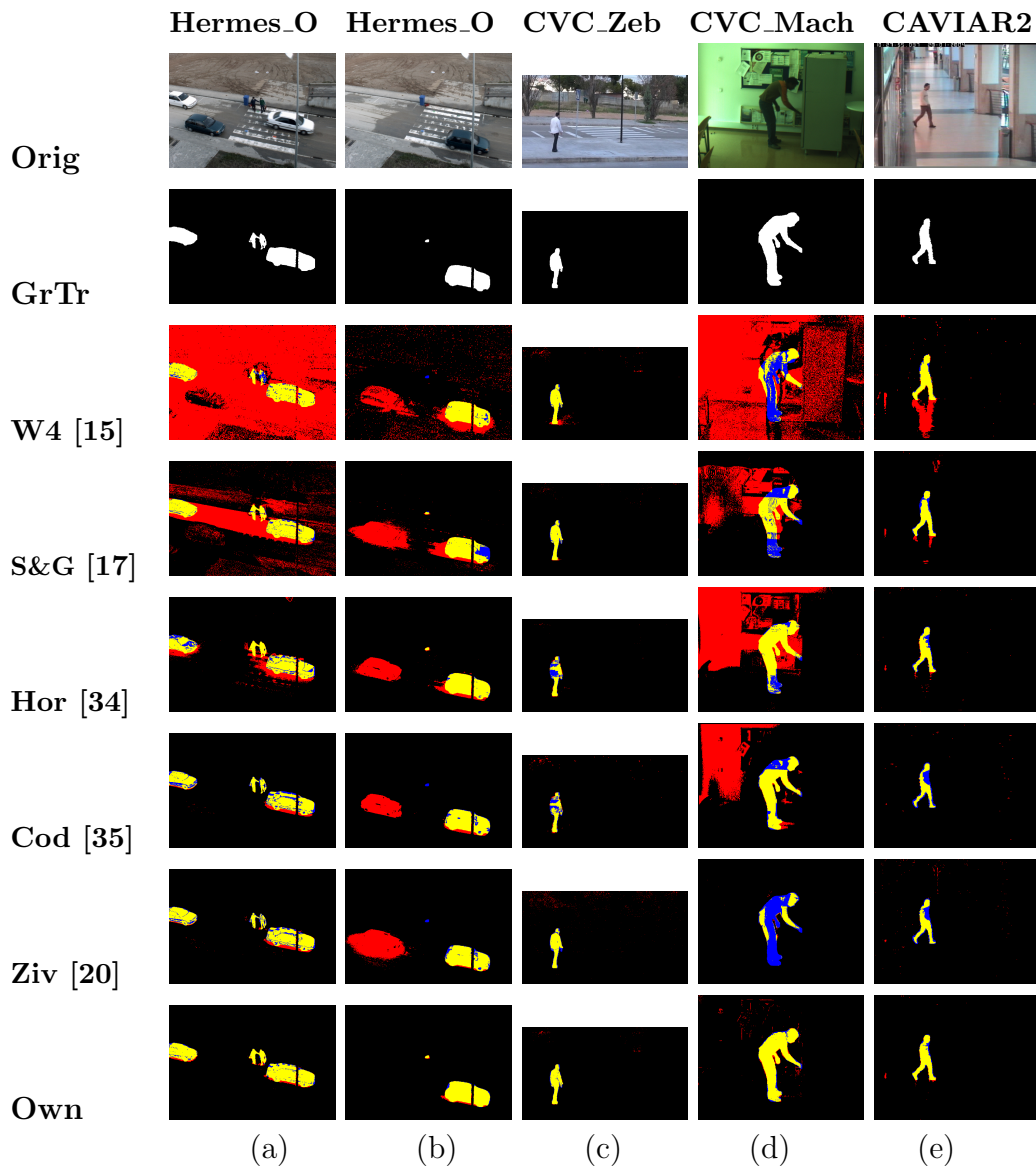 Hermes_O Hermes_O CVC_Zeb CVC_Mach CAVIAR2
Orig
GrTr
W4 [15]
S&G [17]
Hor [34]
Cod [35]
Ziv [20]
Own
(a) (b) (c) (d) (e)